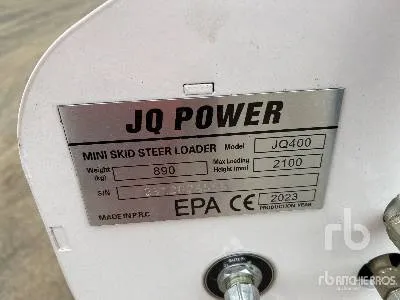 JQ POWER
MINI SKID STEER LOADER Model JQ400
Weight (kg) 890 Max Loading Height (mm) 2100
S/N
MADE IN P.R.C EPA CE 2023
PRODUCTION YEAR
rb
rb RITCHIE BROS.